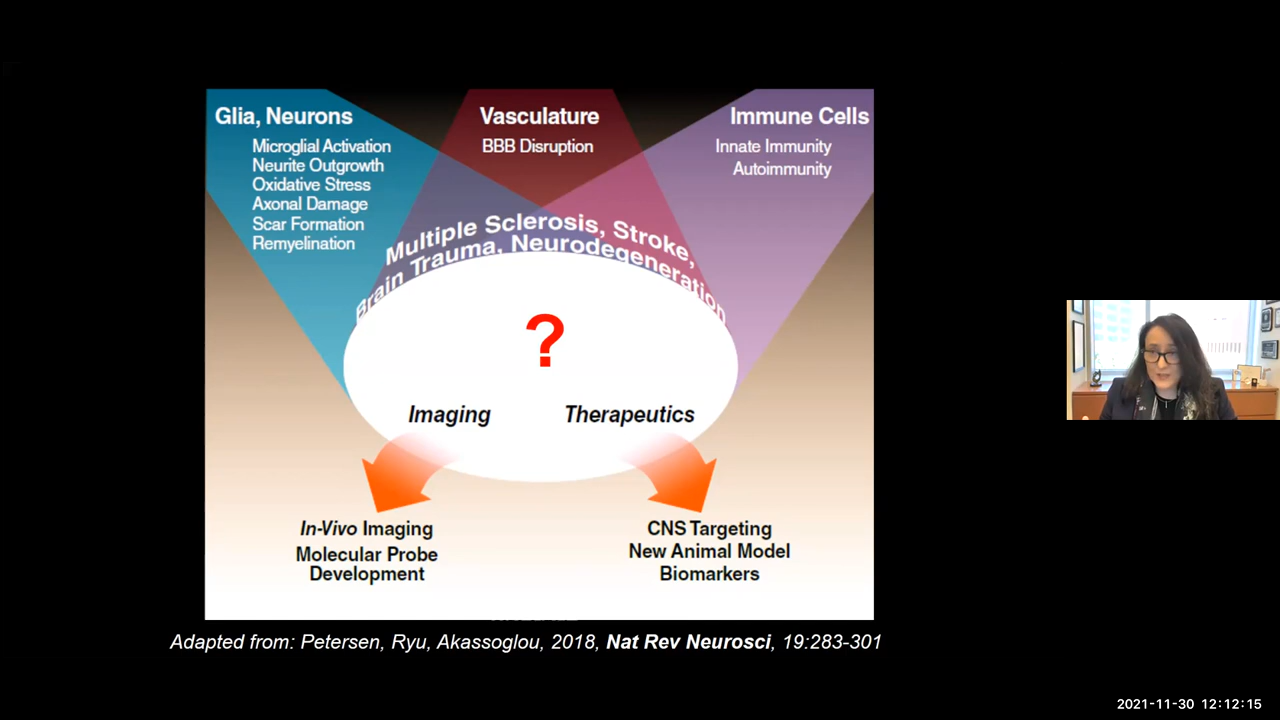 Glia, Neurons
Microglial Activation
Neurite Outgrowth
Oxidative Stress
Axonal Damage
Scar Formation
Remyelination
Vasculature
BBB Disruption
Immune Cells
Innate Immunity
Autoimmunity
Multiple Sclerosis, Stroke,
Brain Trauma, Neurodegeneration
?
Imaging
Therapeutics
In-Vivo Imaging
Molecular Probe
Development
CNS Targeting
New Animal Model
Biomarkers
Adapted from: Petersen, Ryu, Akassoglou, 2018, Nat Rev Neurosci, 19:283-301
2021-11-30 12:12:15